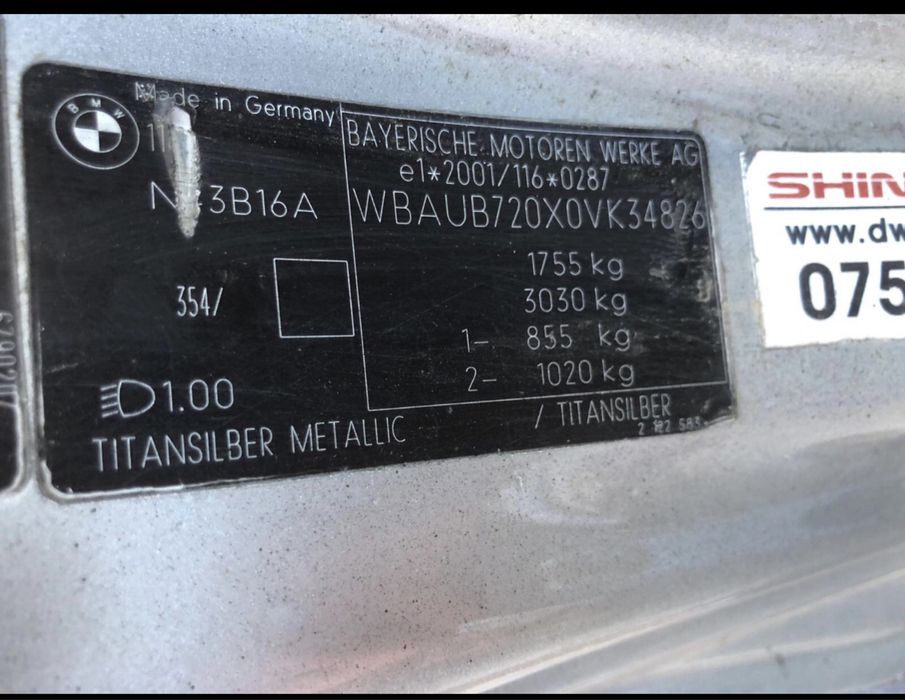 BMW
Made in Germany
BAYERISCHE MOTOREN WERKE AG
e1*2001/116*0287
3B16A
WBAUB720X0VK34826
1755 kg
3030 kg
354/
1- 855 kg
2- 1020 kg
1.00
TITANSILBER METALLIC / TITANSILBER
SHIN
www.dw
075